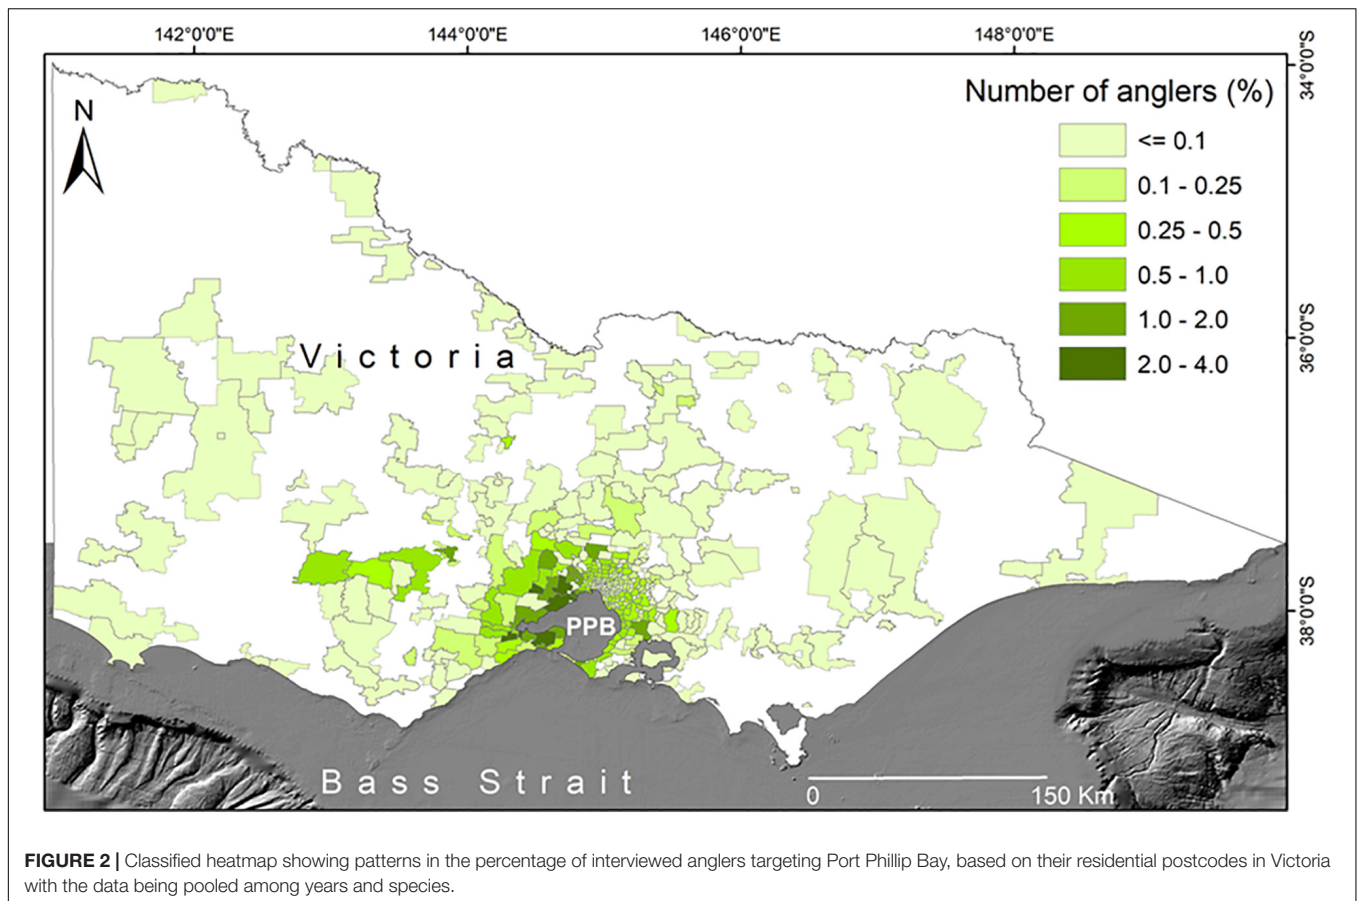 142°0'0"E 144°0'0"E 146°0'0"E 148°0'0"E
34°0'0"S
N
Number of anglers (%)
<= 0.1
0.1 - 0.25
0.25 - 0.5
0.5 - 1.0
1.0 - 2.0
2.0 - 4.0
Victoria
36°0'0"S
PPB
38°0'0"S
Bass Strait
0 150 Km
FIGURE 2 | Classified heatmap showing patterns in the percentage of interviewed anglers targeting Port Phillip Bay, based on their residential postcodes in Victoria
with the data being pooled among years and species.